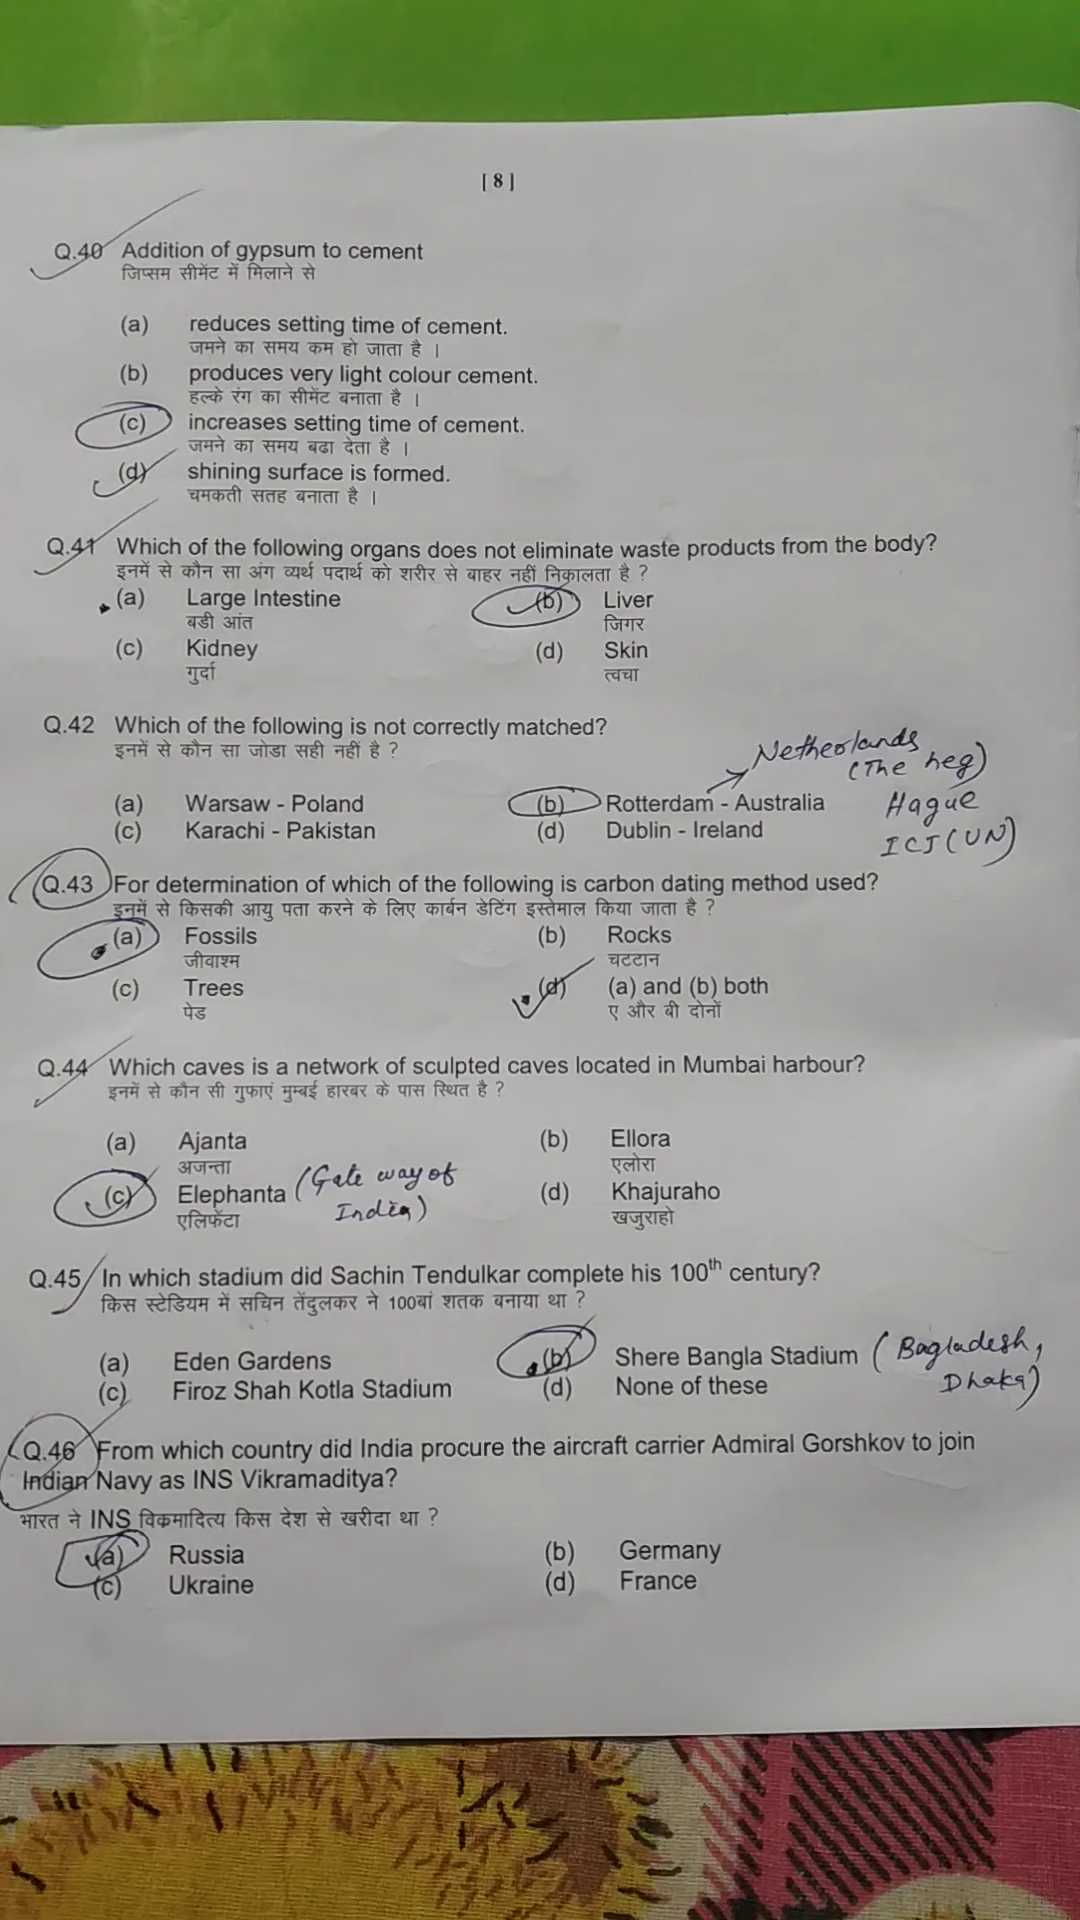 [ 8 ]
Q.40 Addition of gypsum to cement
जिप्सम सीमेंट में मिलाने से
(a) reduces setting time of cement.
जमने का समय कम हो जाता है ।
(b) produces very light colour cement.
हल्के रंग का सीमेंट बनाता है ।
(c) increases setting time of cement.
जमने का समय बढा देता है ।
(d) shining surface is formed.
चमकती सतह बनाता है ।
Q.41 Which of the following organs does not eliminate waste products from the body?
इनमें से कौन सा अंग व्यर्थ पदार्थ को शरीर से बाहर नहीं निकालता है ?
(a) Large Intestine (b) Liver
बडी आंत जिगर
(c) Kidney (d) Skin
गुर्दा त्वचा
Q.42 Which of the following is not correctly matched?
इनमें से कौन सा जोडा सही नहीं है ?
Netherlands
(The heg)
(a) Warsaw - Poland (b) Rotterdam - Australia Hague
(c) Karachi - Pakistan (d) Dublin - Ireland ICJ (UN)
Q.43 For determination of which of the following is carbon dating method used?
इनमें से किसकी आयु पता करने के लिए कार्बन डेटिंग इस्तेमाल किया जाता है ?
(a) Fossils (b) Rocks
जीवाश्म चटटान
(c) Trees (d) (a) and (b) both
पेड ए और बी दोनों
Q.44 Which caves is a network of sculpted caves located in Mumbai harbour?
इनमें से कौन सी गुफाएं मुम्बई हारबर के पास स्थित है ?
(a) Ajanta (b) Ellora
अजन्ता एलोरा
(c) Elephanta (Gate way of India) (d) Khajuraho
एलिफेंटा खजुराहो
Q.45 In which stadium did Sachin Tendulkar complete his 100th century?
किस स्टेडियम में सचिन तेंदुलकर ने 100बां शतक बनाया था ?
(a) Eden Gardens (b) Shere Bangla Stadium (Bagladesh,
(c) Firoz Shah Kotla Stadium (d) None of these Dhaka)
Q.46 From which country did India procure the aircraft carrier Admiral Gorshkov to join
Indian Navy as INS Vikramaditya?
भारत ने INS विकमादित्य किस देश से खरीदा था ?
(a) Russia (b) Germany
(c) Ukraine (d) France